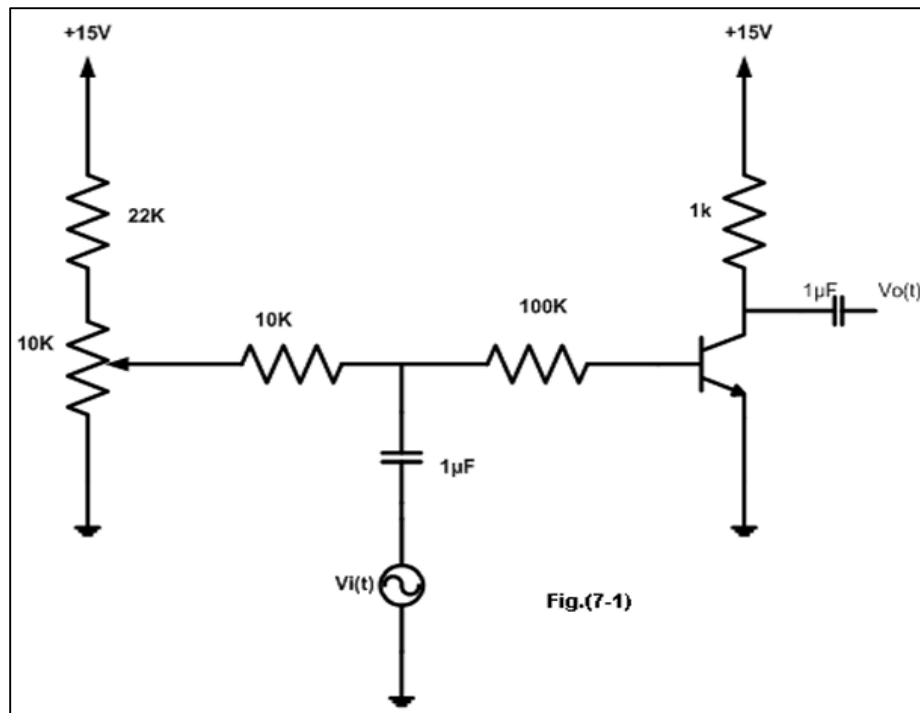 +15V
+15V
22K
1k
10K
10K
100K
1µF
Vo(t)
1µF
Vi(t)
Fig.(7-1)